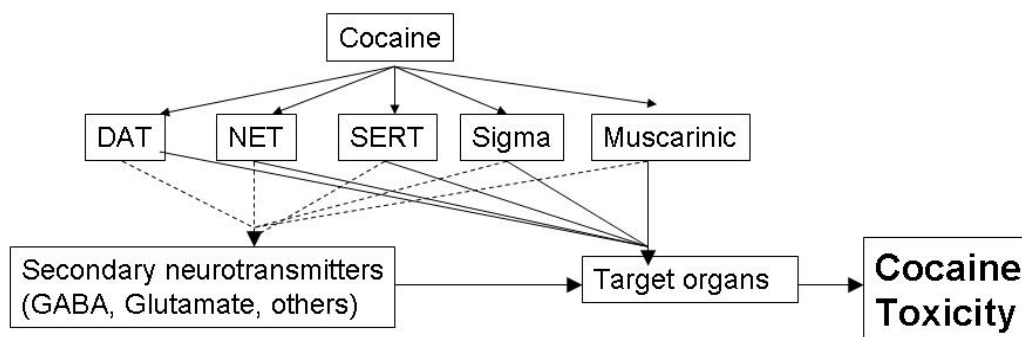 Cocaine
DAT
NET
SERT
Sigma
Muscarinic
Secondary neurotransmitters
(GABA, Glutamate, others)
Target organs
Cocaine
Toxicity